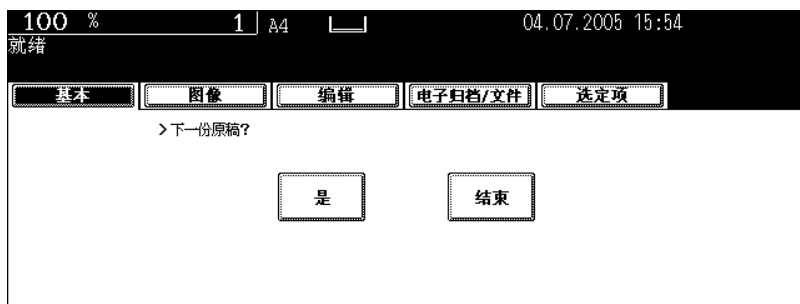 100 % 1 A4 04.07.2005 15:54
就绪
基本 图像 编辑 电子归档/文件 选定项
>下一份原稿?
是 结束